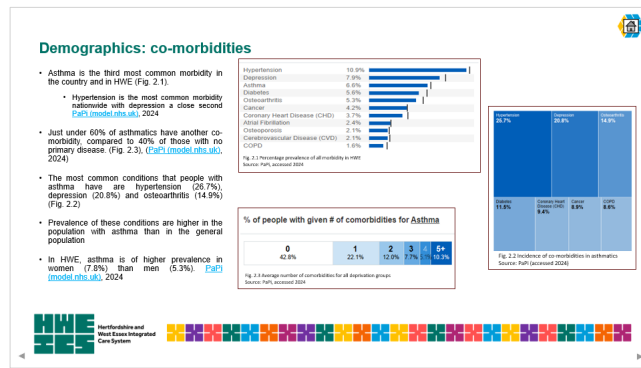 Demographics: co-morbidities
• Asthma is the third most common morbidity in
the country and in HWE (Fig. 2.1).
• Hypertension is the most common morbidity
nationwide with depression a close second
PaPi (model.nhs.uk), 2024
• Just under 60% of asthmatics have another co-
morbidity, compared to 40% of those with no
primary disease. (Fig. 2.3), (PaPi (model.nhs.uk),
2024)
• The most common conditions that people with
asthma have are hypertension (26.7%),
depression (20.8%) and osteoarthritis (14.9%)
(Fig. 2.2)
• Prevalence of these conditions are higher in the
population with asthma than in the general
population
• In HWE, asthma is of higher prevalence in
women (7.8%) than men (5.3%). PaPi
(model.nhs.uk), 2024
Hypertension 10.9%
Depression 7.9%
Asthma 6.6%
Diabetes 5.6%
Osteoarthritis 5.3%
Cancer 4.2%
Coronary Heart Disease (CHD) 3.7%
Atrial Fibrillation 2.4%
Osteoporosis 2.1%
Cerebrovascular Disease (CVD) 2.1%
COPD 1.6%
Fig. 2.1 Percentage prevalence of all morbidity in HWE
Source: PaPi, accessed 2024
% of people with given # of comorbidities for Asthma
0 1 2 3 4 5+
42.8% 22.1% 12.0% 7.7% 10.3%
Fig. 2.3 Average number of comorbidities for all deprivation groups
Source: PaPi, accessed 2024
Hypertension Depression Osteoarthritis
26.7% 20.8% 14.9%
Diabetes Coronary Heart Disease (CHD) Cancer COPD
11.5% 9.4% 8.9% 8.6%
Fig. 2.2 Incidence of co-morbidities in asthmatics
Source: PaPi (accessed 2024)
HWE
ICS
Hertfordshire and
West Essex Integrated
Care System